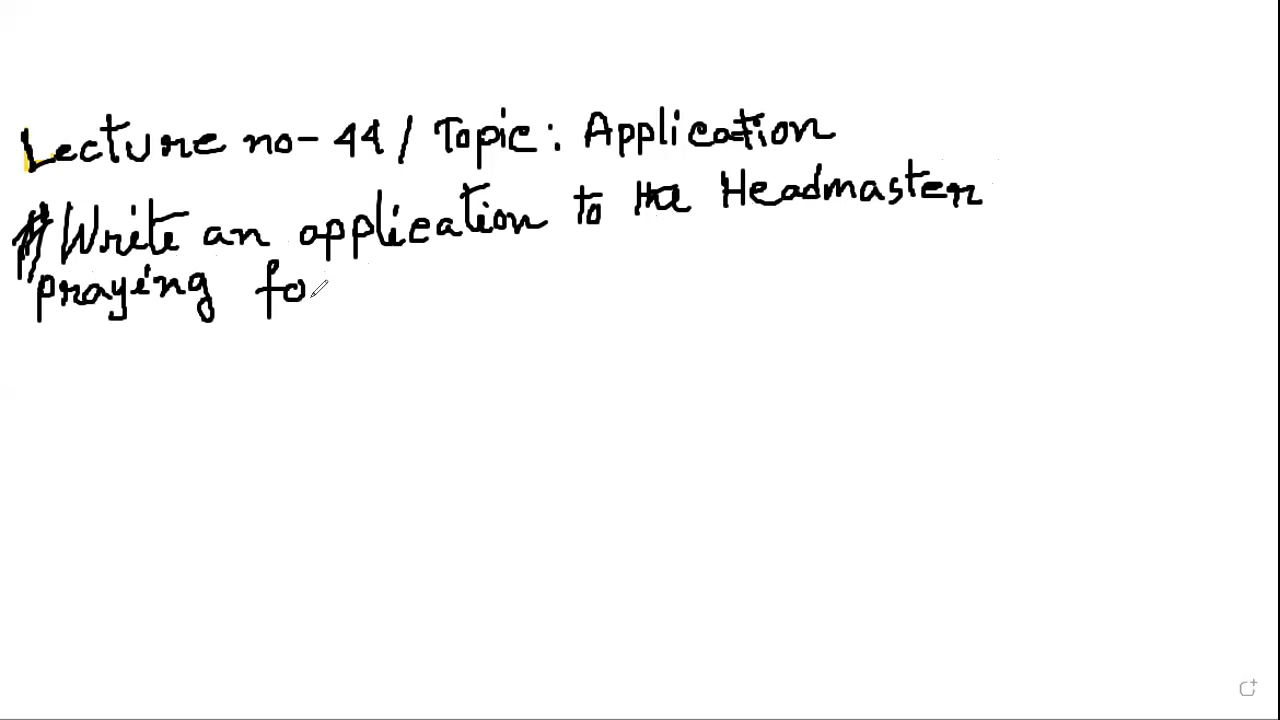 Lecture no- 44 / Topic: Application
# Write an application to the Headmaster
praying fo